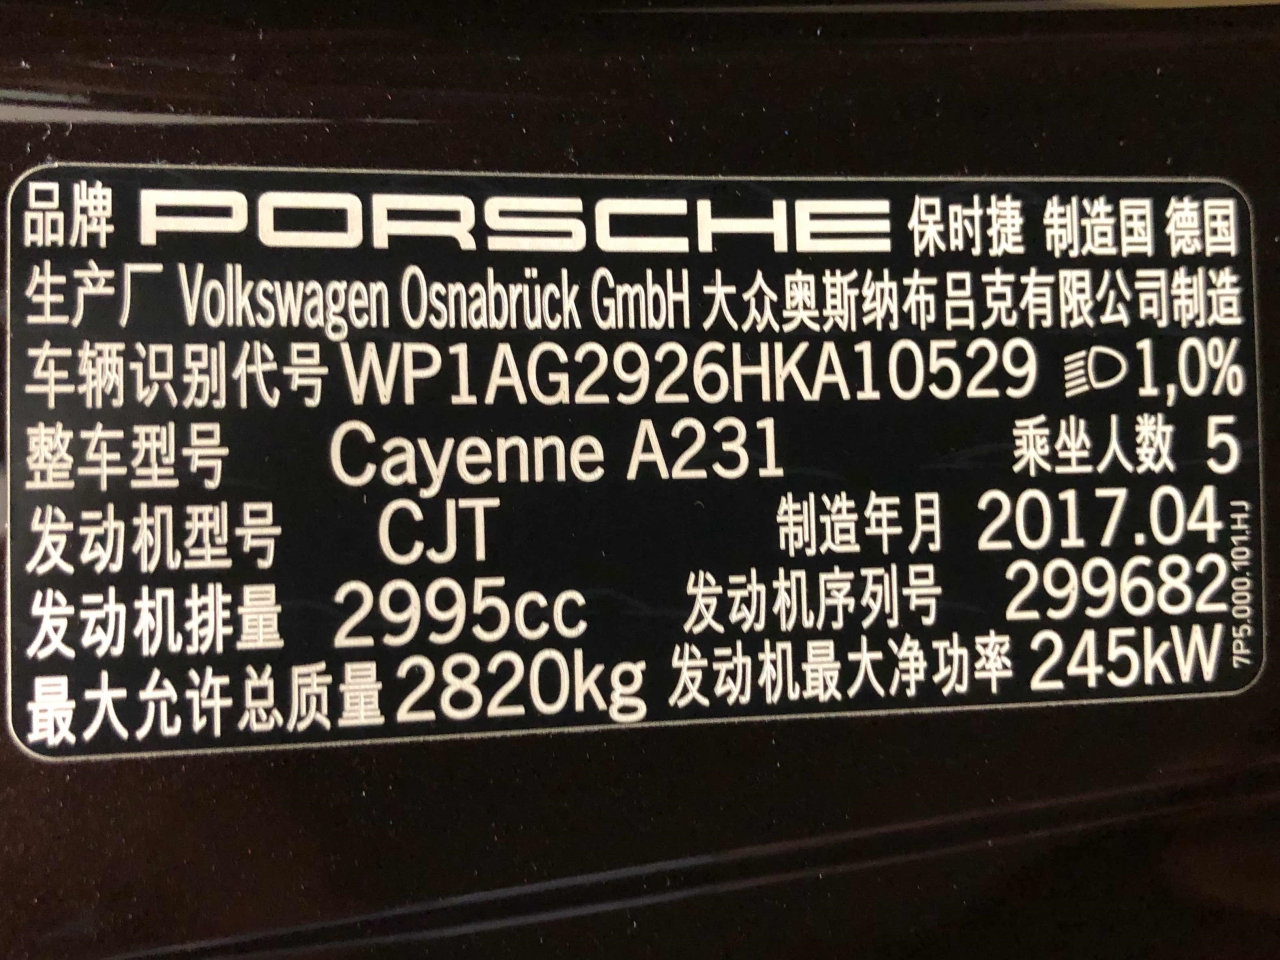 品牌 PORSCHE 保时捷 制造国 德国
生产厂 Volkswagen Osnabrück GmbH 大众奥斯纳布吕克有限公司制造
车辆识别代号 WP1AG2926HKA10529 1,0%
整车型号 Cayenne A231 乘坐人数 5
发动机型号 CJT 制造年月 2017.04
发动机排量 2995cc 发动机序列号 299682
最大允许总质量 2820kg 发动机最大净功率 245kW
7P5.000.101.HJ